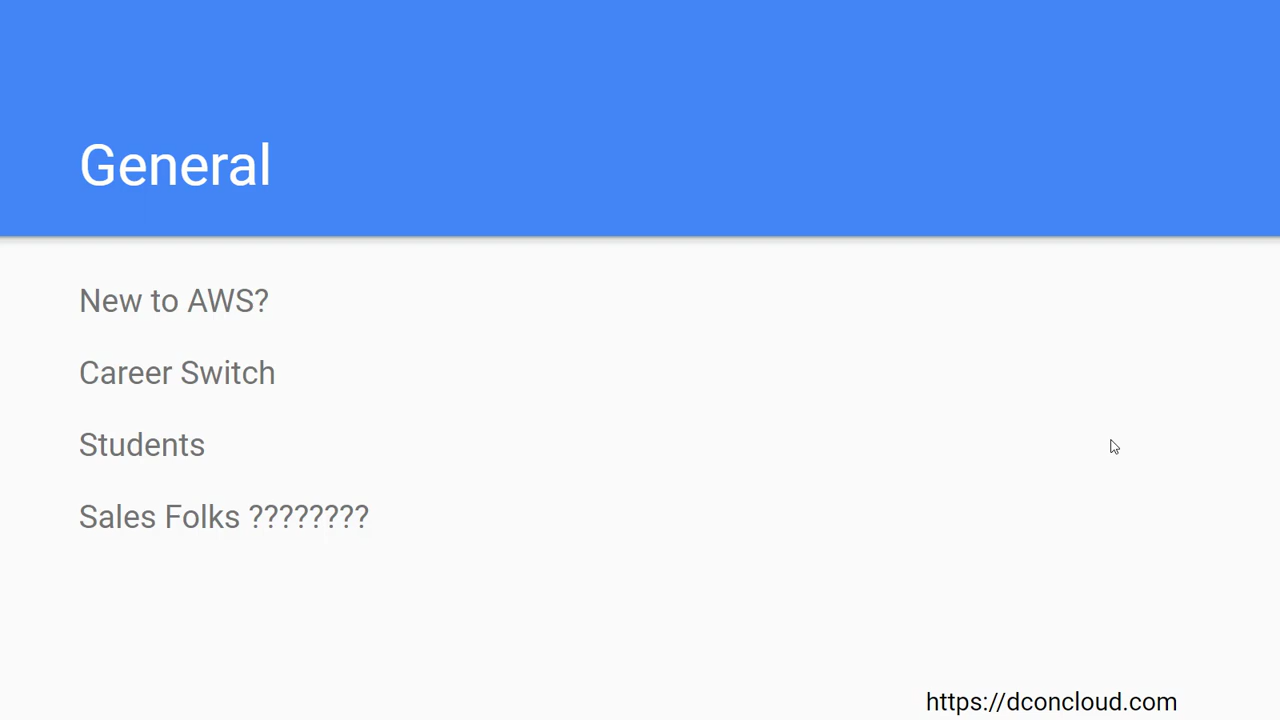 General
New to AWS?
Career Switch
Students
Sales Folks ????????
https://dconcloud.com